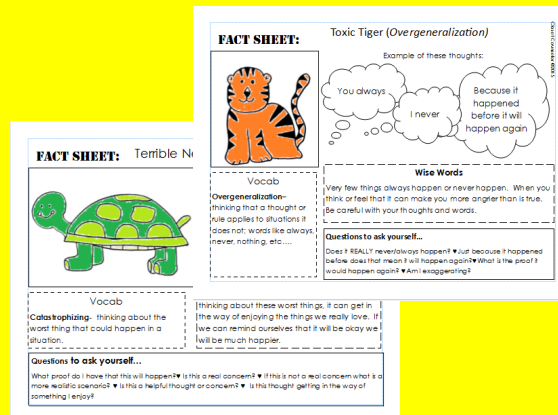 FACT SHEET:
Toxic Tiger (Overgeneralization)
Example of these thoughts:
You always
I never
Because it
happened
before it will
happen again
Vocab
Overgeneralization–
thinking that a thought or
rule applies to situations it
does not; words like always,
never, nothing, etc....
Wise Words
Very few things always happen or never happen. When you
think or feel that it can make you more angrier than is true.
Be careful with your thoughts and words.
Questions to ask yourself...
Does it REALLY never/always happen? ♥Just because it happened
before does that mean it will happen again?♥What is the proof it
would happen again? ♥Am I exaggerating?
FACT SHEET:
Terrible Ne
Vocab
Catastrophizing- thinking about the
worst thing that could happen in a
situation.
thinking about these worst things, it can get in
the way of enjoying the things we really love. If
we can remind ourselves that it will be okay we
will be much happier.
Questions to ask yourself...
What proof do I have that this will happen?♥ Is this a real concern? ♥ If this is not a real concern what is a
more realistic scenario? ♥ Is this a helpful thought or concern? ♥ Is this thought getting in the way of
something I enjoy?